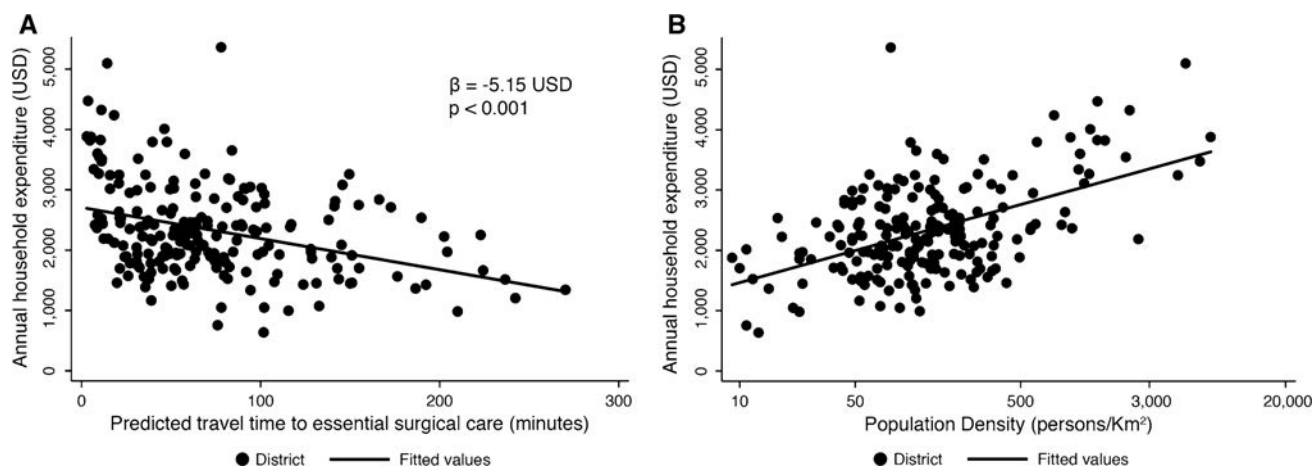 A
Annual household expenditure (USD)
5,000
4,000
3,000
2,000
1,000
0
β = -5.15 USD
p < 0.001
0 100 200 300
Predicted travel time to essential surgical care (minutes)
District Fitted values
B
Annual household expenditure (USD)
5,000
4,000
3,000
2,000
1,000
0
10 50 500 3,000 20,000
Population Density (persons/Km²)
District Fitted values